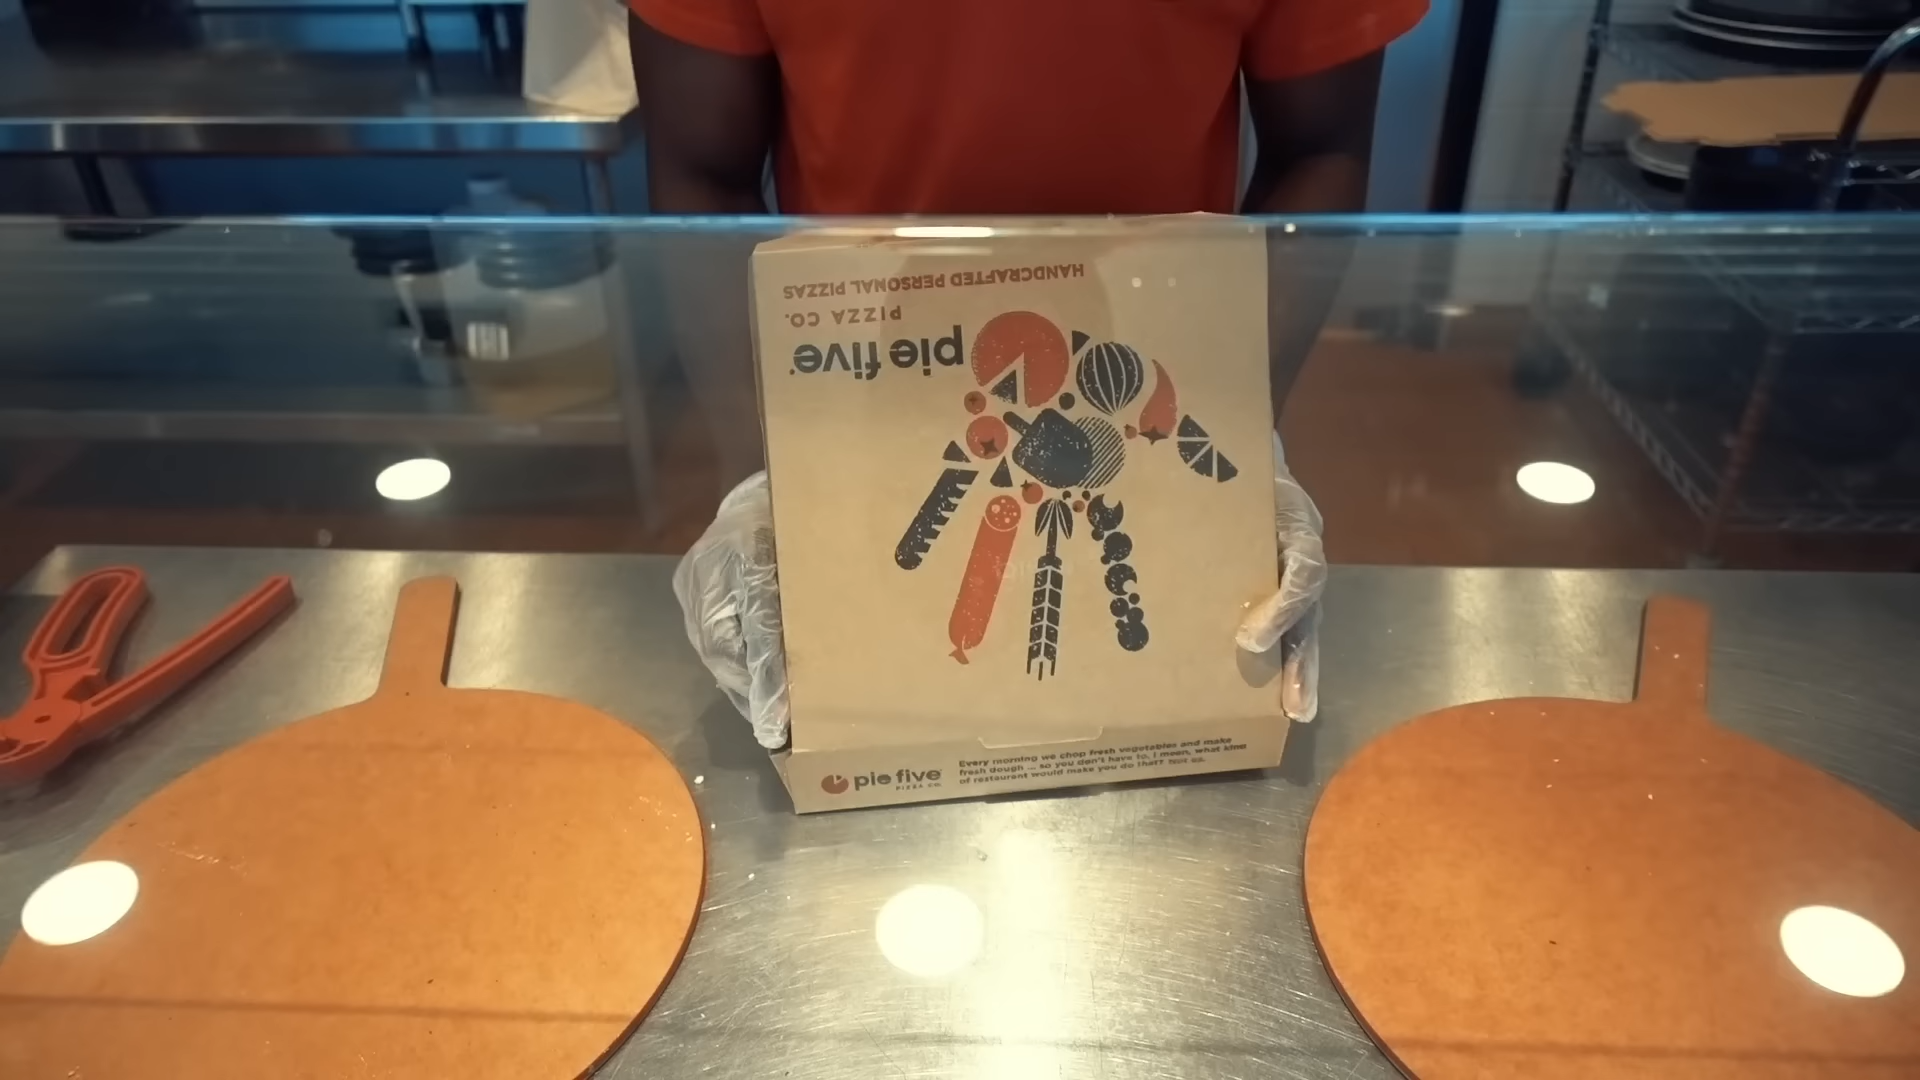 HANDCRAFTED PERSONAL PIZZAS
PIZZA CO.
pie five
pie five
PIZZA CO.
Every morning we chop fresh vegetables and make
fresh dough ... so you don't have to. I mean, what kind
of restaurant would make you do that? Not us.